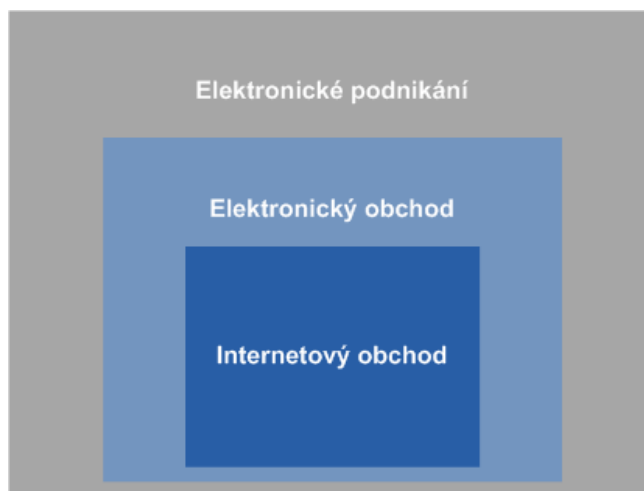 Elektronické podnikání
Elektronický obchod
Internetový obchod